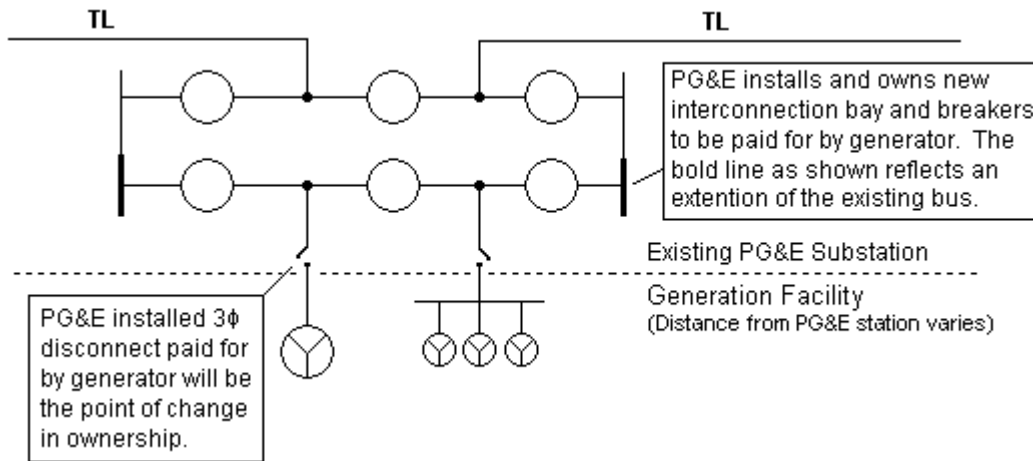 TL
TL
PG&E installs and owns new
interconnection bay and breakers
to be paid for by generator. The
bold line as shown reflects an
extention of the existing bus.
Existing PG&E Substation
Generation Facility
(Distance from PG&E station varies)
PG&E installed 3ϕ
disconnect paid for
by generator will be
the point of change
in ownership.